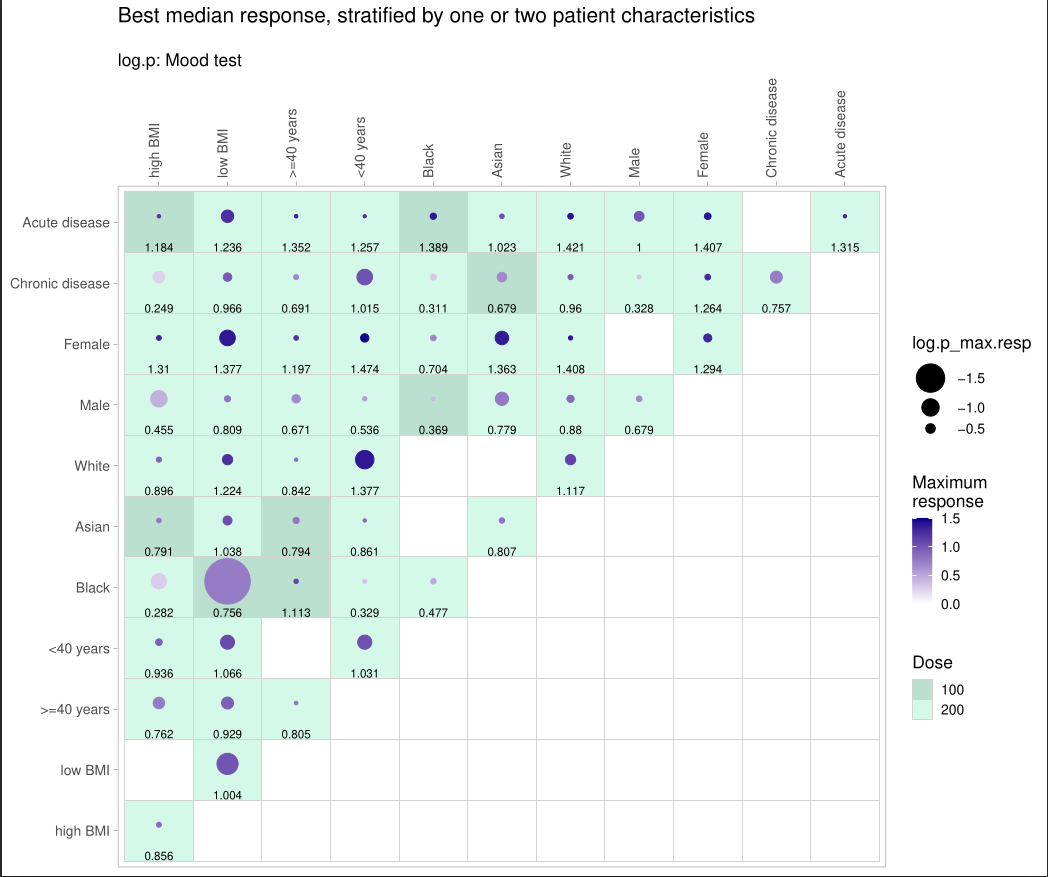 Best median response, stratified by one or two patient characteristics
log.p: Mood test
high BMI low BMI >=40 years <40 years Black Asian White Male Female Chronic disease Acute disease
Acute disease 1.184 1.236 1.352 1.257 1.389 1.023 1.421 1 1.407 1.315
Chronic disease 0.249 0.966 0.691 1.015 0.311 0.679 0.96 0.328 1.264 0.757
Female 1.31 1.377 1.197 1.474 0.704 1.363 1.408 1.294
Male 0.455 0.809 0.671 0.536 0.369 0.779 0.88 0.679
White 0.896 1.224 0.842 1.377 1.117
Asian 0.791 1.038 0.794 0.861 0.807
Black 0.282 0.756 1.113 0.329 0.477
<40 years 0.936 1.066 1.031
>=40 years 0.762 0.929 0.805
low BMI 1.004
high BMI 0.856
log.p_max.resp
−1.5
−1.0
−0.5
Maximum
response
1.5
1.0
0.5
0.0
Dose
100
200